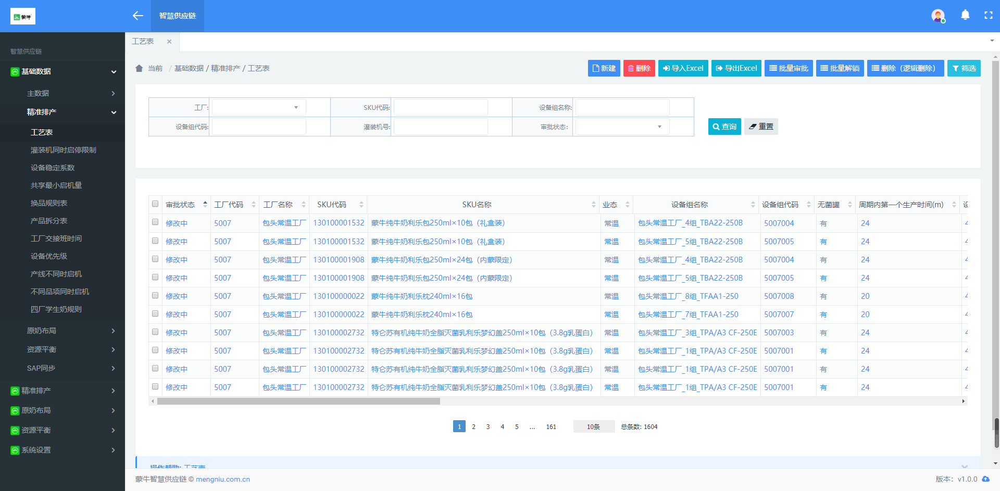 蒙牛
智慧供应链
智慧供应链
基础数据
主数据
精准排产
工艺表
灌装机同时启停限制
设备稳定系数
共享最小启机量
换品规则表
产品拆分表
工厂交接班时间
设备优先级
产线不同时启机
不同品项同时启机
四厂学生奶规则
原奶布局
资源平衡
SAP同步
精准排产
原奶布局
资源平衡
系统设置
工艺表 ×
当前 / 基础数据 / 精准排产 / 工艺表
新建 删除 导入Excel 导出Excel 批量审批 批量解锁 删除（逻辑删除） 筛选
工厂: SKU代码: 设备组名称:
设备组代码: 灌装机号: 审批状态:
查询 重置
审批状态 工厂代码 工厂名称 SKU代码 SKU名称 业态 设备组名称 设备组代码 无菌罐 周期内第一个生产时间(m)
修改中 5007 包头常温工厂 130100001532 蒙牛纯牛奶利乐包250ml×10包（礼盒装） 常温 包头常温工厂_4组_TBA22-250B 5007004 有 24
修改中 5007 包头常温工厂 130100001532 蒙牛纯牛奶利乐包250ml×10包（礼盒装） 常温 包头常温工厂_5组_TBA22-250B 5007005 有 24
修改中 5007 包头常温工厂 130100001908 蒙牛纯牛奶利乐包250ml×24包（内蒙限定） 常温 包头常温工厂_4组_TBA22-250B 5007004 有 24
修改中 5007 包头常温工厂 130100001908 蒙牛纯牛奶利乐包250ml×24包（内蒙限定） 常温 包头常温工厂_5组_TBA22-250B 5007005 有 24
修改中 5007 包头常温工厂 130100000022 蒙牛纯牛奶利乐枕240ml×16包 常温 包头常温工厂_8组_TFAA1-250 5007008 有 20
修改中 5007 包头常温工厂 130100000022 蒙牛纯牛奶利乐枕240ml×16包 常温 包头常温工厂_7组_TFAA1-250 5007007 有 20
修改中 5007 包头常温工厂 130100002732 特仑苏有机纯牛奶全脂灭菌乳利乐梦幻盖250ml×10包（3.8g乳蛋白） 常温 包头常温工厂_3组_TPA/A3 CF-250E 5007003 有 24
修改中 5007 包头常温工厂 130100002732 特仑苏有机纯牛奶全脂灭菌乳利乐梦幻盖250ml×10包（3.8g乳蛋白） 常温 包头常温工厂_1组_TPA/A3 CF-250E 5007001 有 24
修改中 5007 包头常温工厂 130100002732 特仑苏有机纯牛奶全脂灭菌乳利乐梦幻盖250ml×10包（3.8g乳蛋白） 常温 包头常温工厂_1组_TPA/A3 CF-250E 5007001 有 24
修改中 5007 包头常温工厂 130100002732 特仑苏有机纯牛奶全脂灭菌乳利乐梦幻盖250ml×10包（3.8g乳蛋白） 常温 包头常温工厂_1组_TPA/A3 CF-250E 5007001 有 24
1 2 3 4 5 ... 161 10条 总条数: 1604
操作帮助: 工艺表
蒙牛智慧供应链 © mengniu.com.cn
版本：v1.0.0